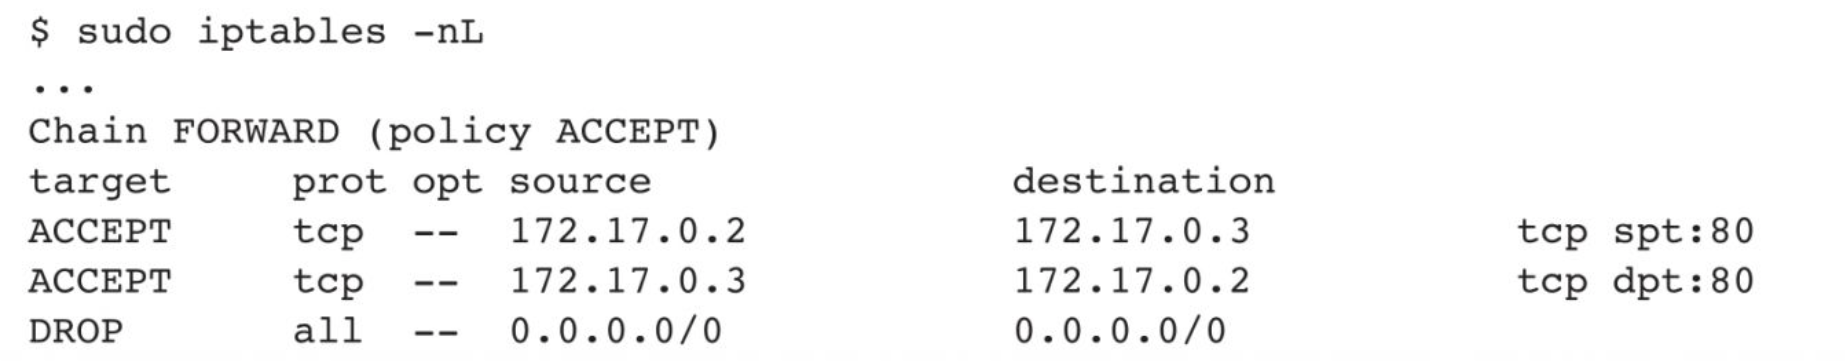 $ sudo iptables -nL
...
Chain FORWARD (policy ACCEPT)
target     prot opt source               destination
ACCEPT     tcp  --  172.17.0.2           172.17.0.3           tcp spt:80
ACCEPT     tcp  --  172.17.0.3           172.17.0.2           tcp dpt:80
DROP       all  --  0.0.0.0/0            0.0.0.0/0